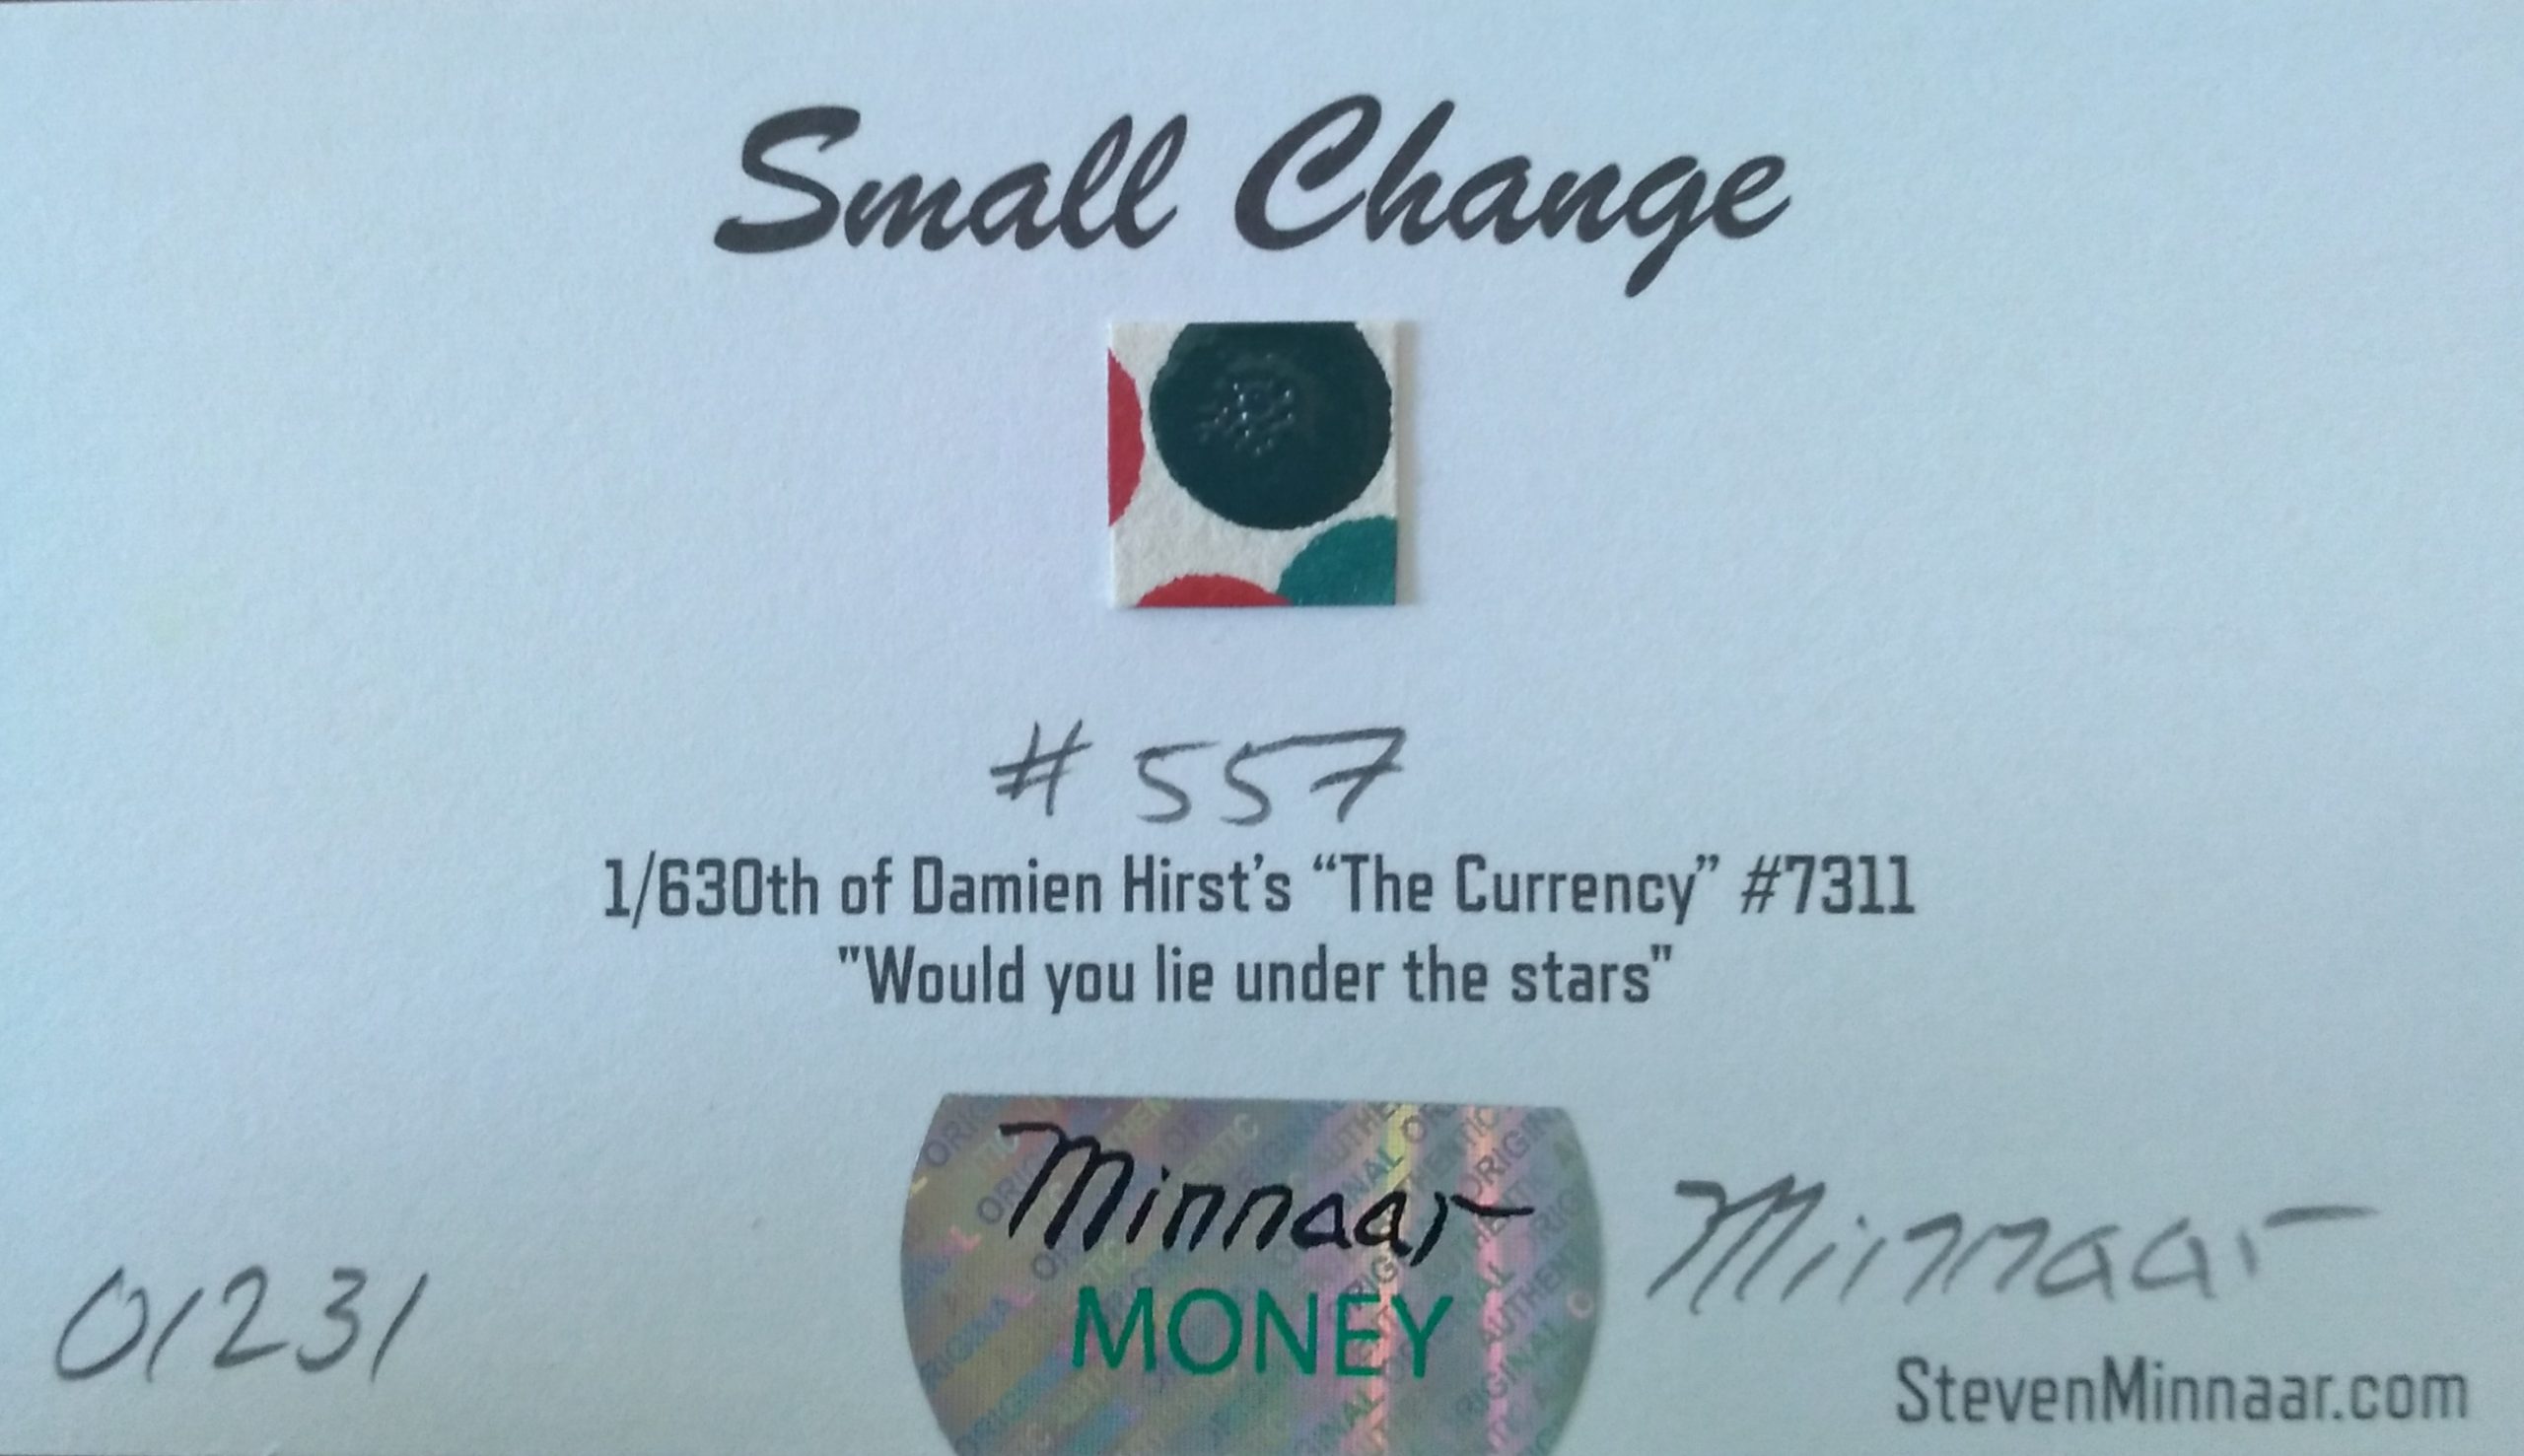 Small Change
# 557
1/630th of Damien Hirst's “The Currency” #7311
"Would you lie under the stars"
Minnaar
MONEY
01231
Minnaar
StevenMinnaar.com